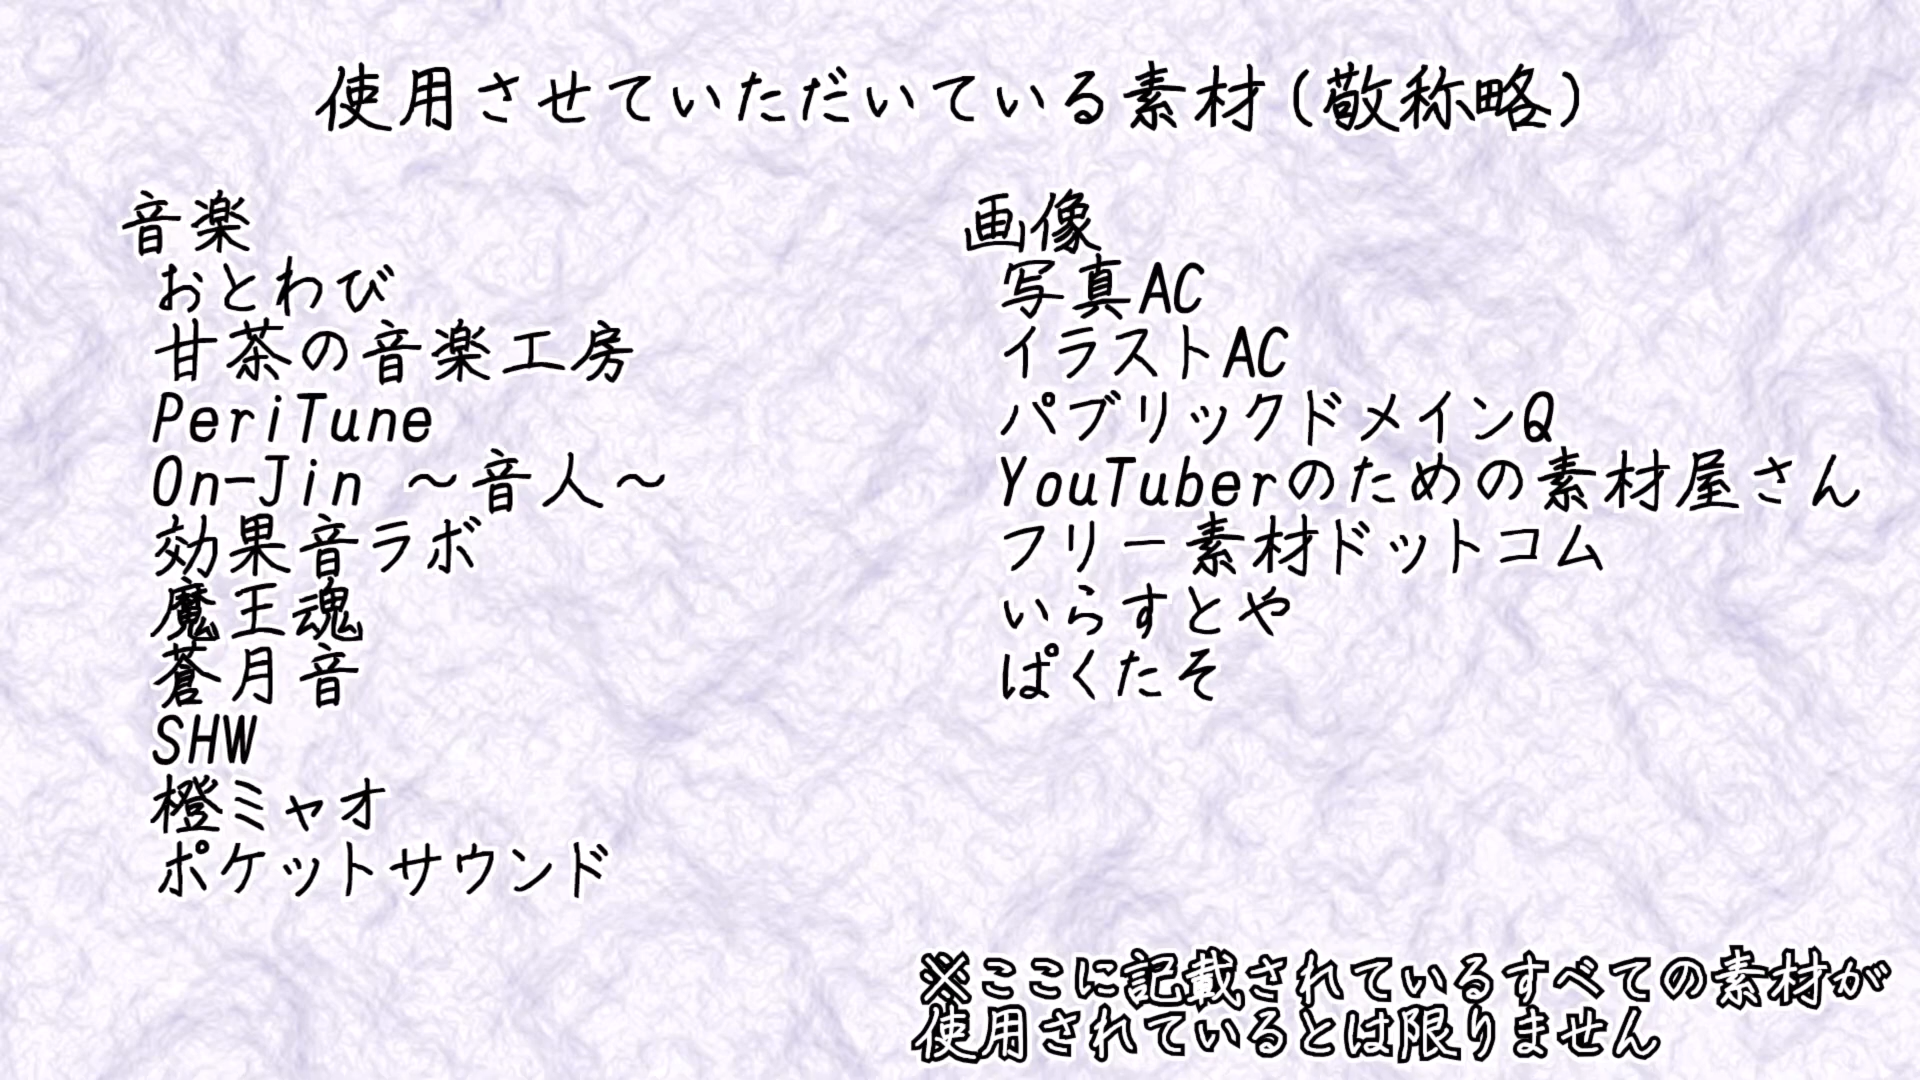 使用させていただいている素材(敬称略)
音楽
おとわび
甘茶の音楽工房
PeriTune
On-Jin ～音人～
効果音ラボ
魔王魂
蒼月音
SHW
橙ミャオ
ポケットサウンド
画像
写真AC
イラストAC
パブリックドメインQ
YouTuberのための素材屋さん
フリー素材ドットコム
いらすとや
ぱくたそ
※ここに記載されているすべての素材が
使用されているとは限りません